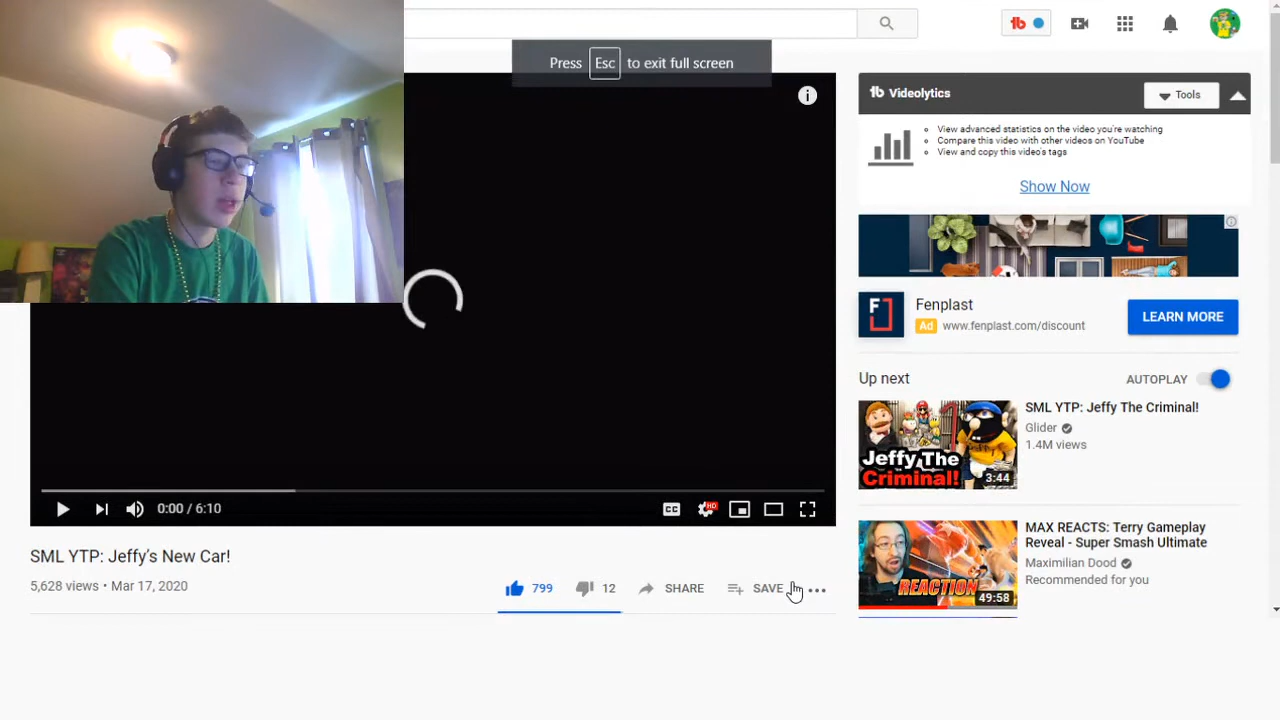 Press Esc to exit full screen
Videolytics
Tools
View advanced statistics on the video you're watching
Compare this video with other videos on YouTube
View and copy this video's tags
Show Now
Fenplast
Ad www.fenplast.com/discount
LEARN MORE
Up next
AUTOPLAY
Jeffy The
Criminal!
3:44
SML YTP: Jeffy The Criminal!
Glider
1.4M views
REACTION
49:58
MAX REACTS: Terry Gameplay
Reveal - Super Smash Ultimate
Maximilian Dood
Recommended for you
0:00 / 6:10
CC
HD
SML YTP: Jeffy's New Car!
5,628 views • Mar 17, 2020
799
12
SHARE
SAVE